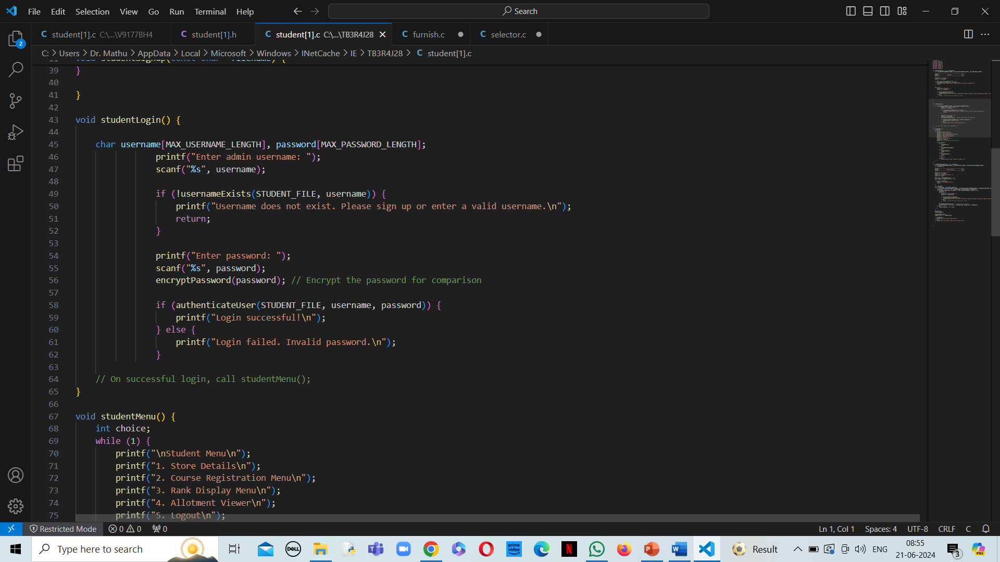 File Edit Selection View Go Run Terminal Help Search
student[1].c C:\...\V9177BH4 student[1].h student[1].c C:\...\TB3R4J28 furnish.c selector.c
C: > Users > Dr. Mathu > AppData > Local > Microsoft > Windows > INetCache > IE > TB3R4J28 > C student[1].c
39 }
40
41 }
42
43 void studentLogin() {
44
45 char username[MAX_USERNAME_LENGTH], password[MAX_PASSWORD_LENGTH];
46 printf("Enter admin username: ");
47 scanf("%s", username);
48
49 if (!usernameExists(STUDENT_FILE, username)) {
50 printf("Username does not exist. Please sign up or enter a valid username.\n");
51 return;
52 }
53
54 printf("Enter password: ");
55 scanf("%s", password);
56 encryptPassword(password); // Encrypt the password for comparison
57
58 if (authenticateUser(STUDENT_FILE, username, password)) {
59 printf("Login successful!\n");
60 } else {
61 printf("Login failed. Invalid password.\n");
62 }
63
64 // On successful login, call studentMenu();
65 }
66
67 void studentMenu() {
68 int choice;
69 while (1) {
70 printf("\nStudent Menu\n");
71 printf("1. Store Details\n");
72 printf("2. Course Registration Menu\n");
73 printf("3. Rank Display Menu\n");
74 printf("4. Allotment Viewer\n");
75 printf("5. Logout\n");
2
Restricted Mode 0 0 0 Ln 1, Col 1 Spaces: 4 UTF-8 CRLF C
Type here to search DELL prime video N Result ENG 08:55
21-06-2024 3 PRE